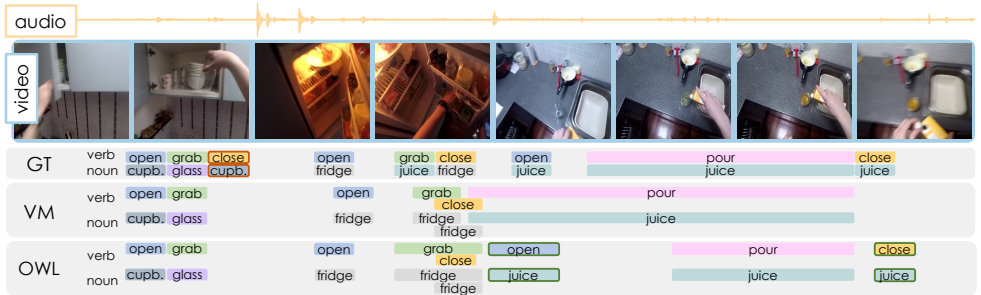 audio
video
GT
verb open grab close open grab close open pour close
noun cupb. glass cupb. fridge juice fridge juice juice juice
VM
verb open grab open grab pour
close
noun cupb. glass fridge fridge juice
fridge
OWL
verb open grab open grab open pour close
close
noun cupb. glass fridge fridge juice juice juice
fridge